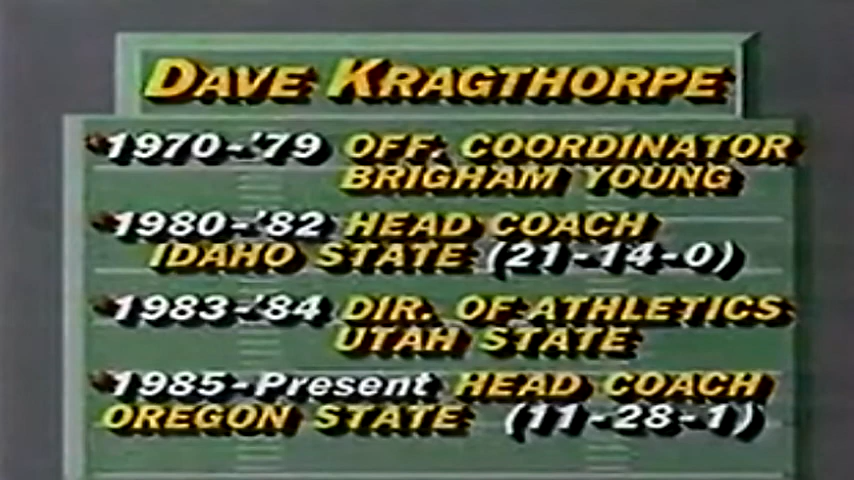 DAVE KRAGTHORPE
1970-'79 OFF. COORDINATOR
BRIGHAM YOUNG
1980-'82 HEAD COACH
IDAHO STATE (21-14-0)
1983-'84 DIR. OF ATHLETICS
UTAH STATE
1985-Present HEAD COACH
OREGON STATE (11-28-1)